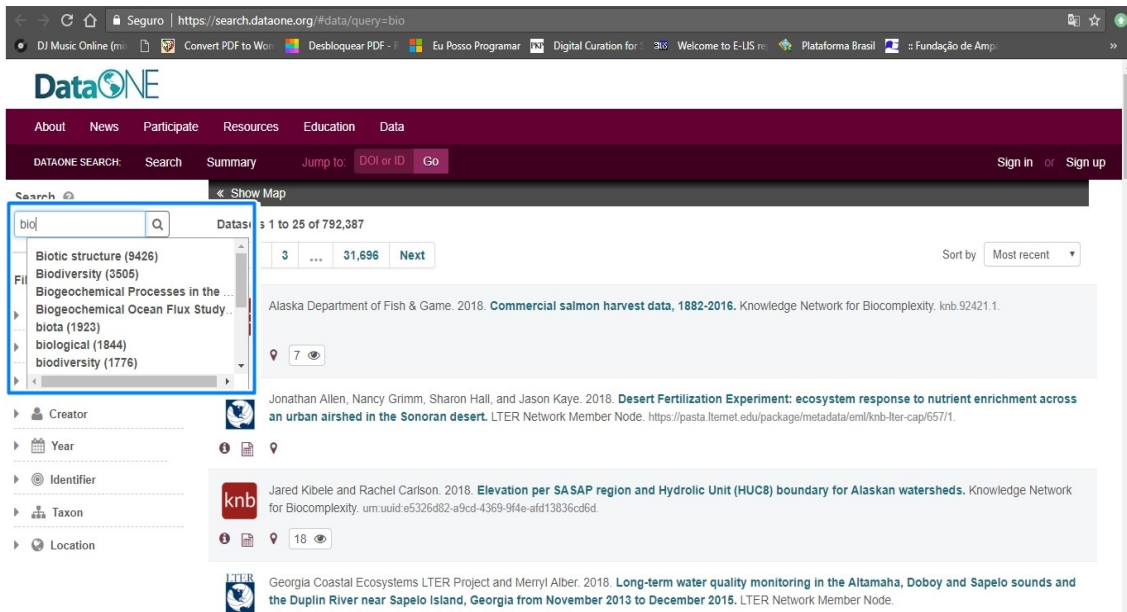 Seguro | https://search.dataone.org/#data/query=bio
DJ Music Online (mi Convert PDF to Wor Desbloquear PDF - Eu Posso Programar PKP Digital Curation for Welcome to E-LIS re Plataforma Brasil :: Fundação de Ampa »
DataONE
About News Participate Resources Education Data
DATAONE SEARCH: Search Summary Jump to: DOI or ID Go Sign in or Sign up
Search
« Show Map
bio
Datasets 1 to 25 of 792,387
3 ... 31,696 Next
Sort by Most recent
Biotic structure (9426)
Biodiversity (3505)
Biogeochemical Processes in the ...
Biogeochemical Ocean Flux Study..
biota (1923)
biological (1844)
biodiversity (1776)
Fil
Alaska Department of Fish & Game. 2018. Commercial salmon harvest data, 1882-2016. Knowledge Network for Biocomplexity. knb.92421.1.
7
Creator
Year
Identifier
Taxon
Location
Jonathan Allen, Nancy Grimm, Sharon Hall, and Jason Kaye. 2018. Desert Fertilization Experiment: ecosystem response to nutrient enrichment across
an urban airshed in the Sonoran desert. LTER Network Member Node. https://pasta.lternet.edu/package/metadata/eml/knb-lter-cap/657/1.
knb
Jared Kibele and Rachel Carlson. 2018. Elevation per SASAP region and Hydrolic Unit (HUC8) boundary for Alaskan watersheds. Knowledge Network
for Biocomplexity. urn:uuid:e5326d82-a9cd-4369-9f4e-afd13836cd6d.
18
LTER
Georgia Coastal Ecosystems LTER Project and Merryl Alber. 2018. Long-term water quality monitoring in the Altamaha, Doboy and Sapelo sounds and
the Duplin River near Sapelo Island, Georgia from November 2013 to December 2015. LTER Network Member Node.